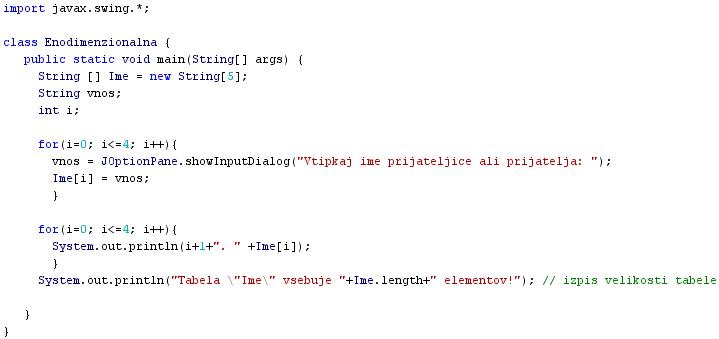 import javax.swing.*;
class Enodimenzionalna {
public static void main(String[] args) {
String [] Ime = new String[5];
String vnos;
int i;
for(i=0; i<=4; i++){
vnos = JOptionPane.showInputDialog("Vtipkaj ime prijateljice ali prijatelja: ");
Ime[i] = vnos;
}
for(i=0; i<=4; i++){
System.out.println(i+1+". " +Ime[i]);
}
System.out.println("Tabela \"Ime\" vsebuje "+Ime.length+" elementov!"); // izpis velikosti tabele
}
}